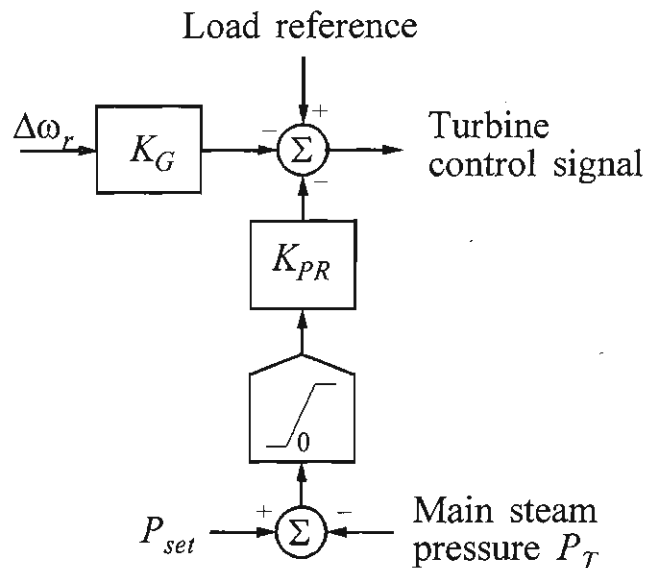 Load reference
+
Δω_r
K_G
−
Σ
Turbine
control signal
−
K_PR
0
P_set
+
Σ
−
Main steam
pressure P_T